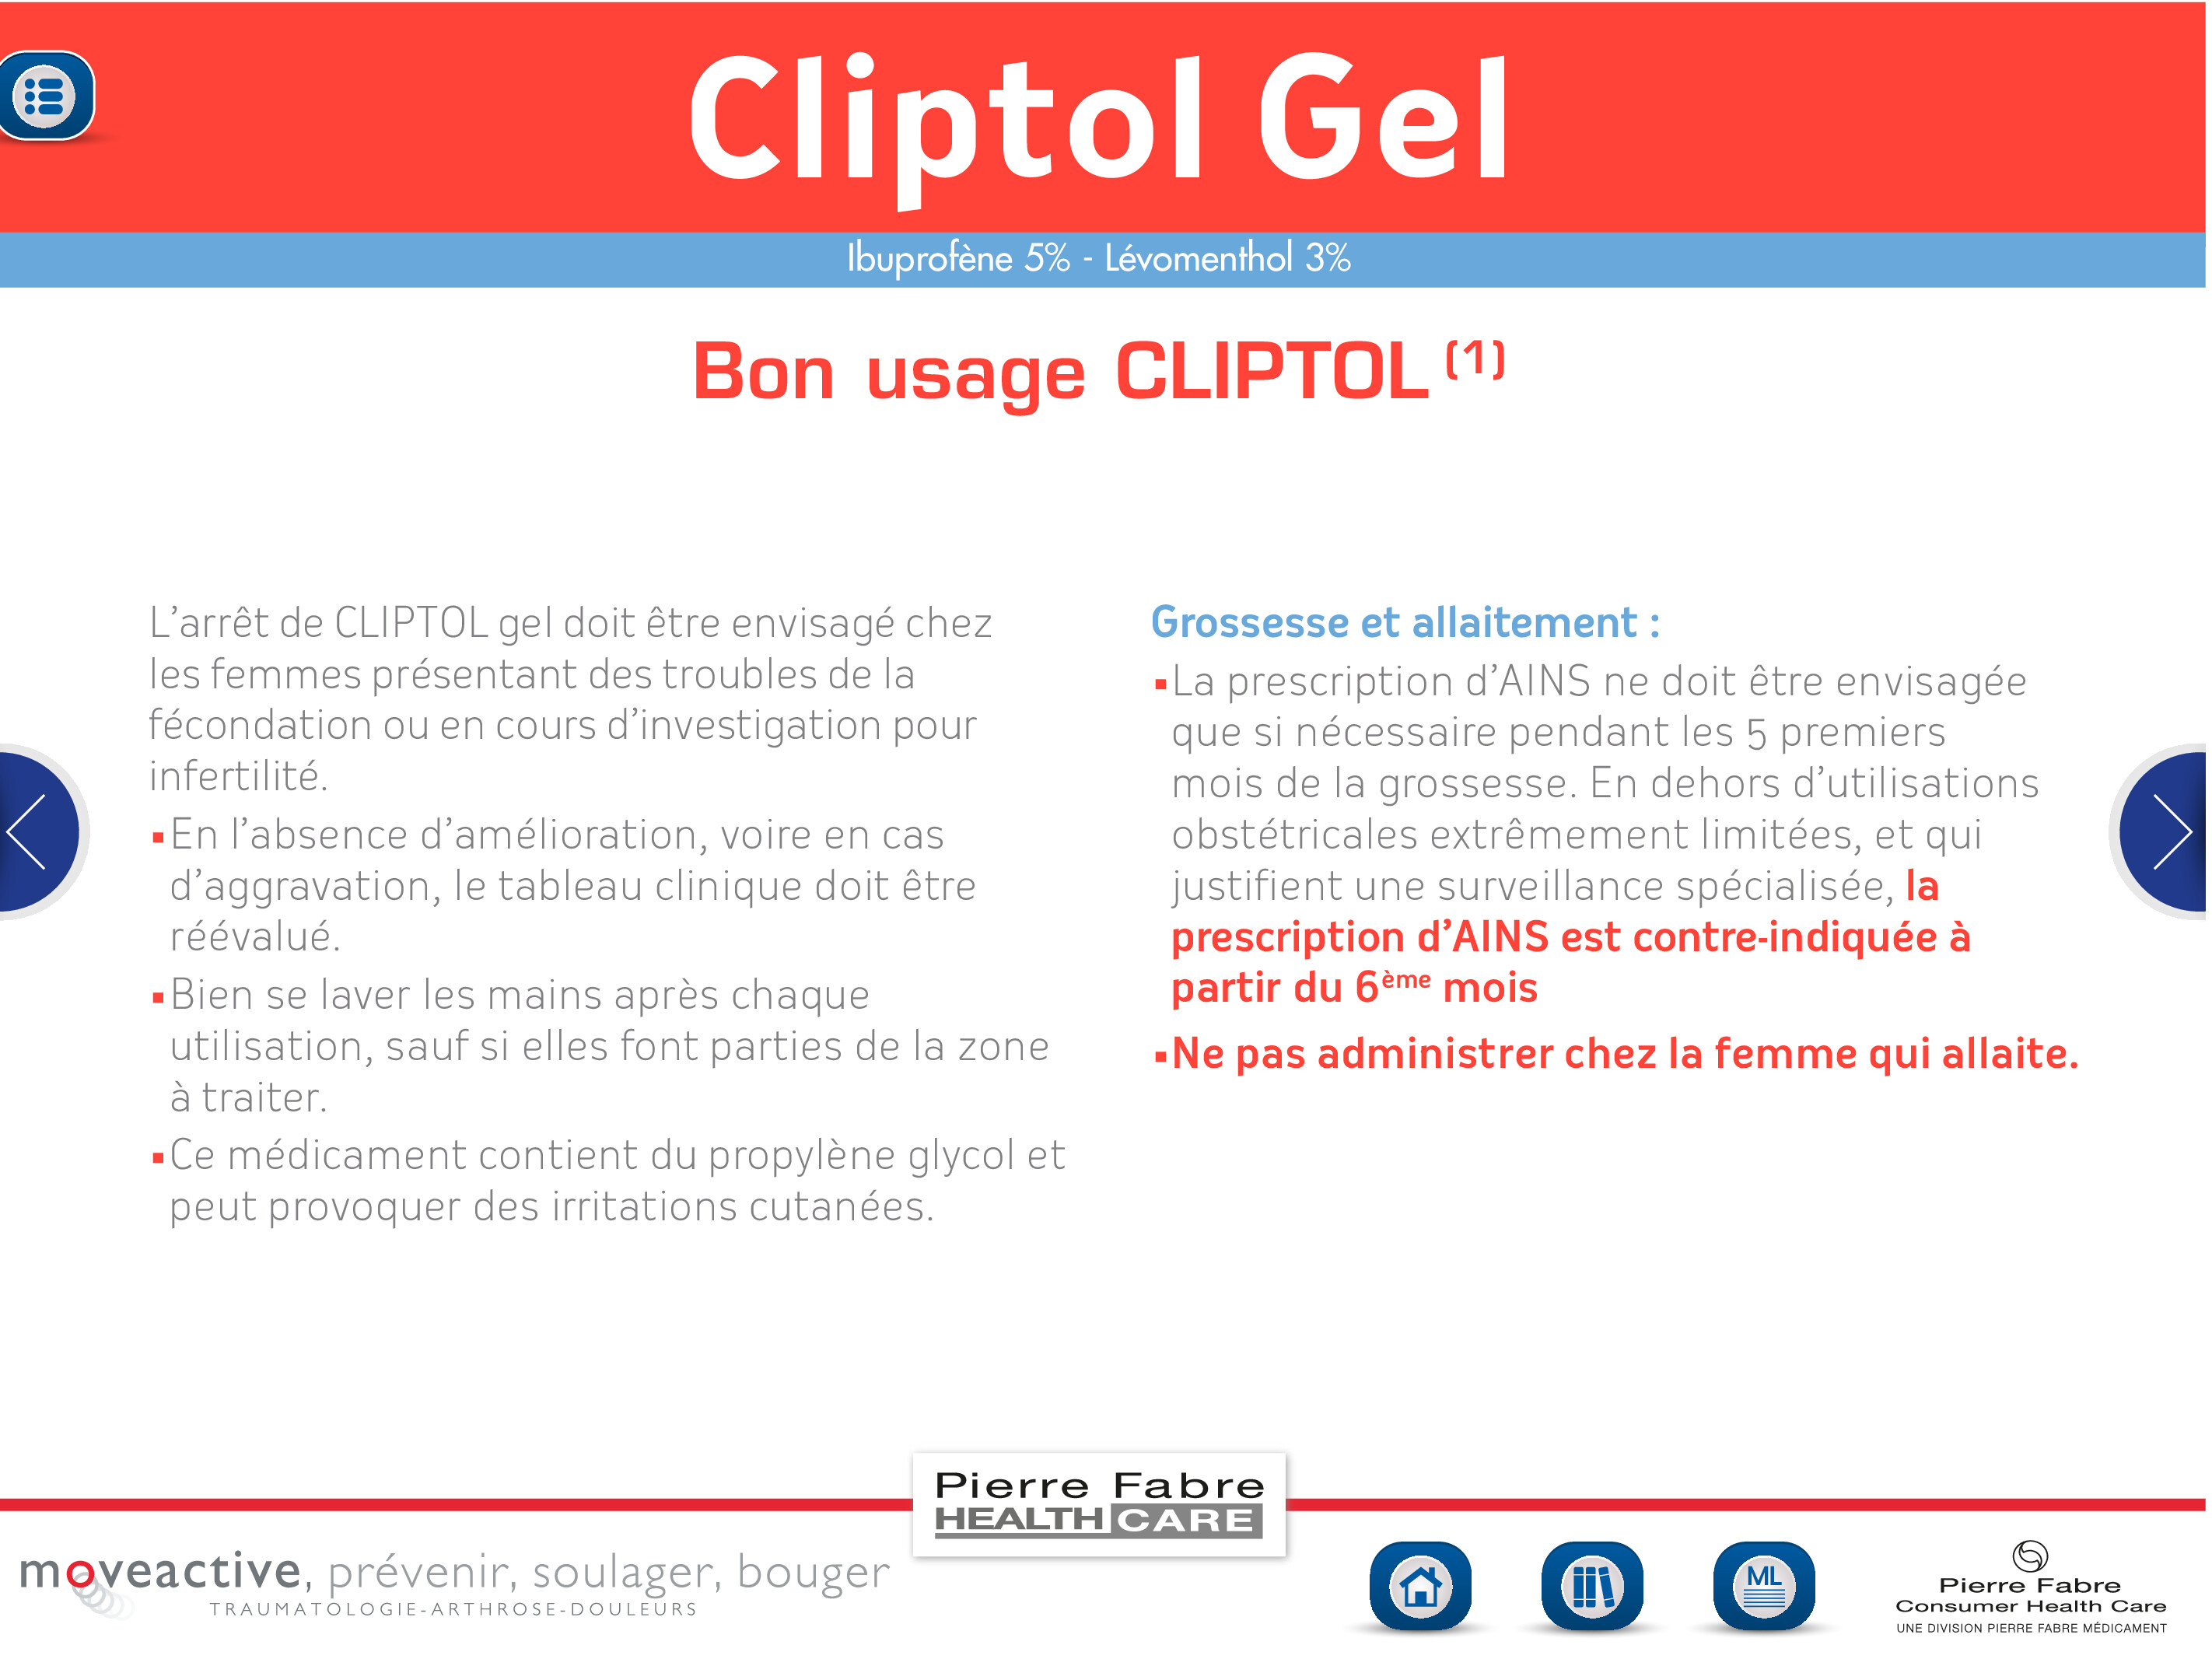 Cliptol Gel
Ibuprofène 5% - Lévomenthol 3%
Bon usage CLIPTOL (1)
L’arrêt de CLIPTOL gel doit être envisagé chez
les femmes présentant des troubles de la
fécondation ou en cours d’investigation pour
infertilité.
▪En l’absence d’amélioration, voire en cas
d’aggravation, le tableau clinique doit être
réévalué.
▪Bien se laver les mains après chaque
utilisation, sauf si elles font parties de la zone
à traiter.
▪Ce médicament contient du propylène glycol et
peut provoquer des irritations cutanées.
Grossesse et allaitement :
▪La prescription d’AINS ne doit être envisagée
que si nécessaire pendant les 5 premiers
mois de la grossesse. En dehors d’utilisations
obstétricales extrêmement limitées, et qui
justifient une surveillance spécialisée, la
prescription d’AINS est contre-indiquée à
partir du 6ème mois
▪Ne pas administrer chez la femme qui allaite.
Pierre Fabre
HEALTH CARE
moveactive, prévenir, soulager, bouger
TRAUMATOLOGIE-ARTHROSE-DOULEURS
ML
Pierre Fabre
Consumer Health Care
UNE DIVISION PIERRE FABRE MÉDICAMENT